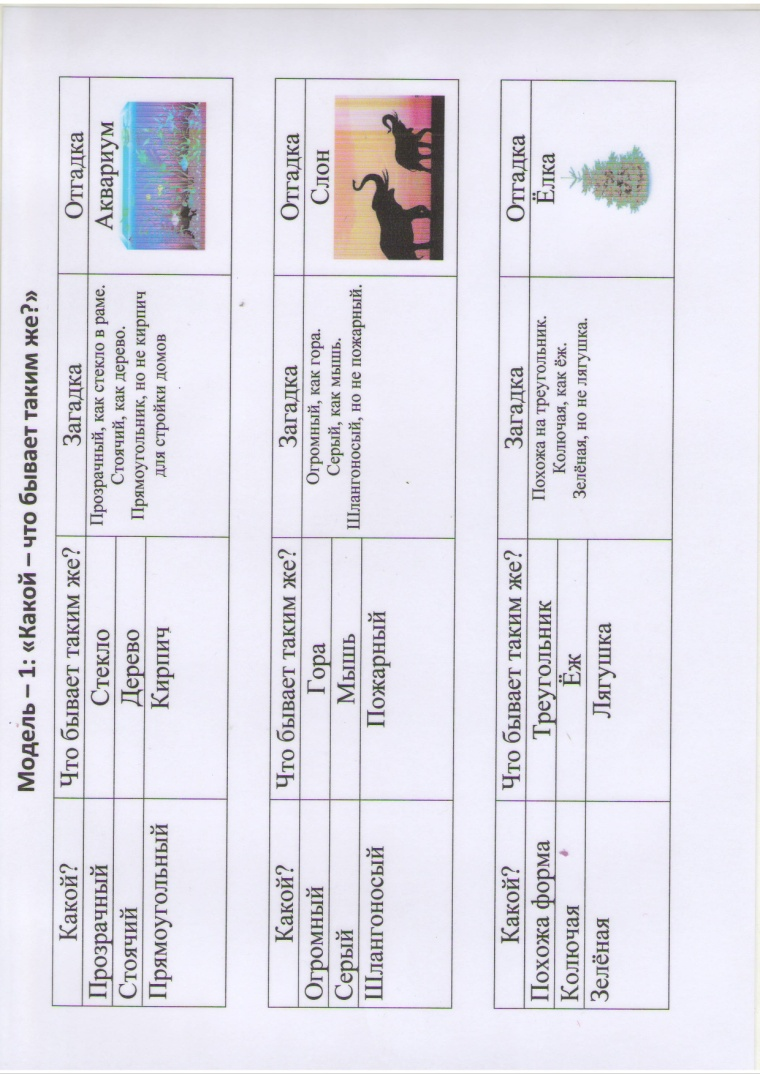 Модель – 1: «Какой – что бывает таким же?»
Какой? Что бывает таким же? Загадка Отгадка
Прозрачный Стекло Прозрачный, как стекло в раме. Аквариум
Стоячий Дерево Стоячий, как дерево.
Прямоугольный Кирпич Прямоугольник, но не кирпич
для стройки домов
Какой? Что бывает таким же? Загадка Отгадка
Огромный Гора Огромный, как гора. Слон
Серый Мышь Серый, как мышь.
Шлангоносый Пожарный Шлангоносый, но не пожарный.
Какой? Что бывает таким же? Загадка Отгадка
Похожа форма Треугольник Похожа на треугольник. Ёлка
Колючая Ёж Колючая, как ёж.
Зелёная Лягушка Зелёная, но не лягушка.